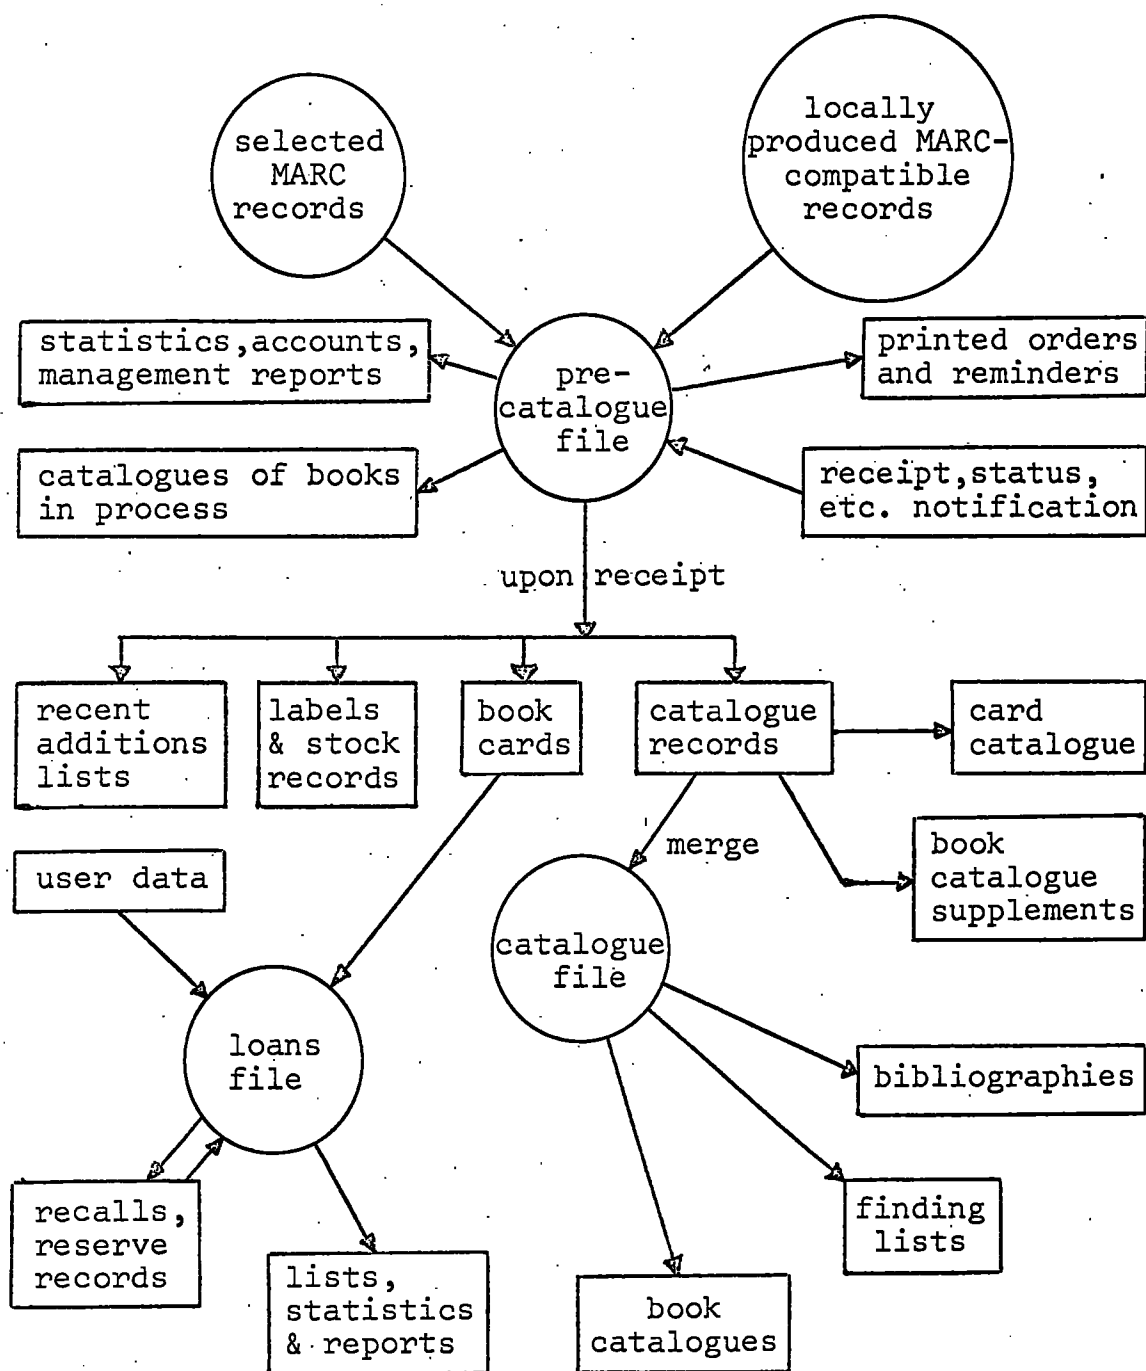 selected
MARC
records
locally
produced MARC-
compatible
records
statistics,accounts,
management reports
pre-
catalogue
file
printed orders
and reminders
catalogues of books
in process
receipt,status,
etc. notification
upon receipt
recent
additions
lists
labels
& stock
records
book
cards
catalogue
records
card
catalogue
merge
book
catalogue
supplements
user data
catalogue
file
loans
file
bibliographies
recalls,
reserve
records
finding
lists
lists,
statistics
& reports
book
catalogues